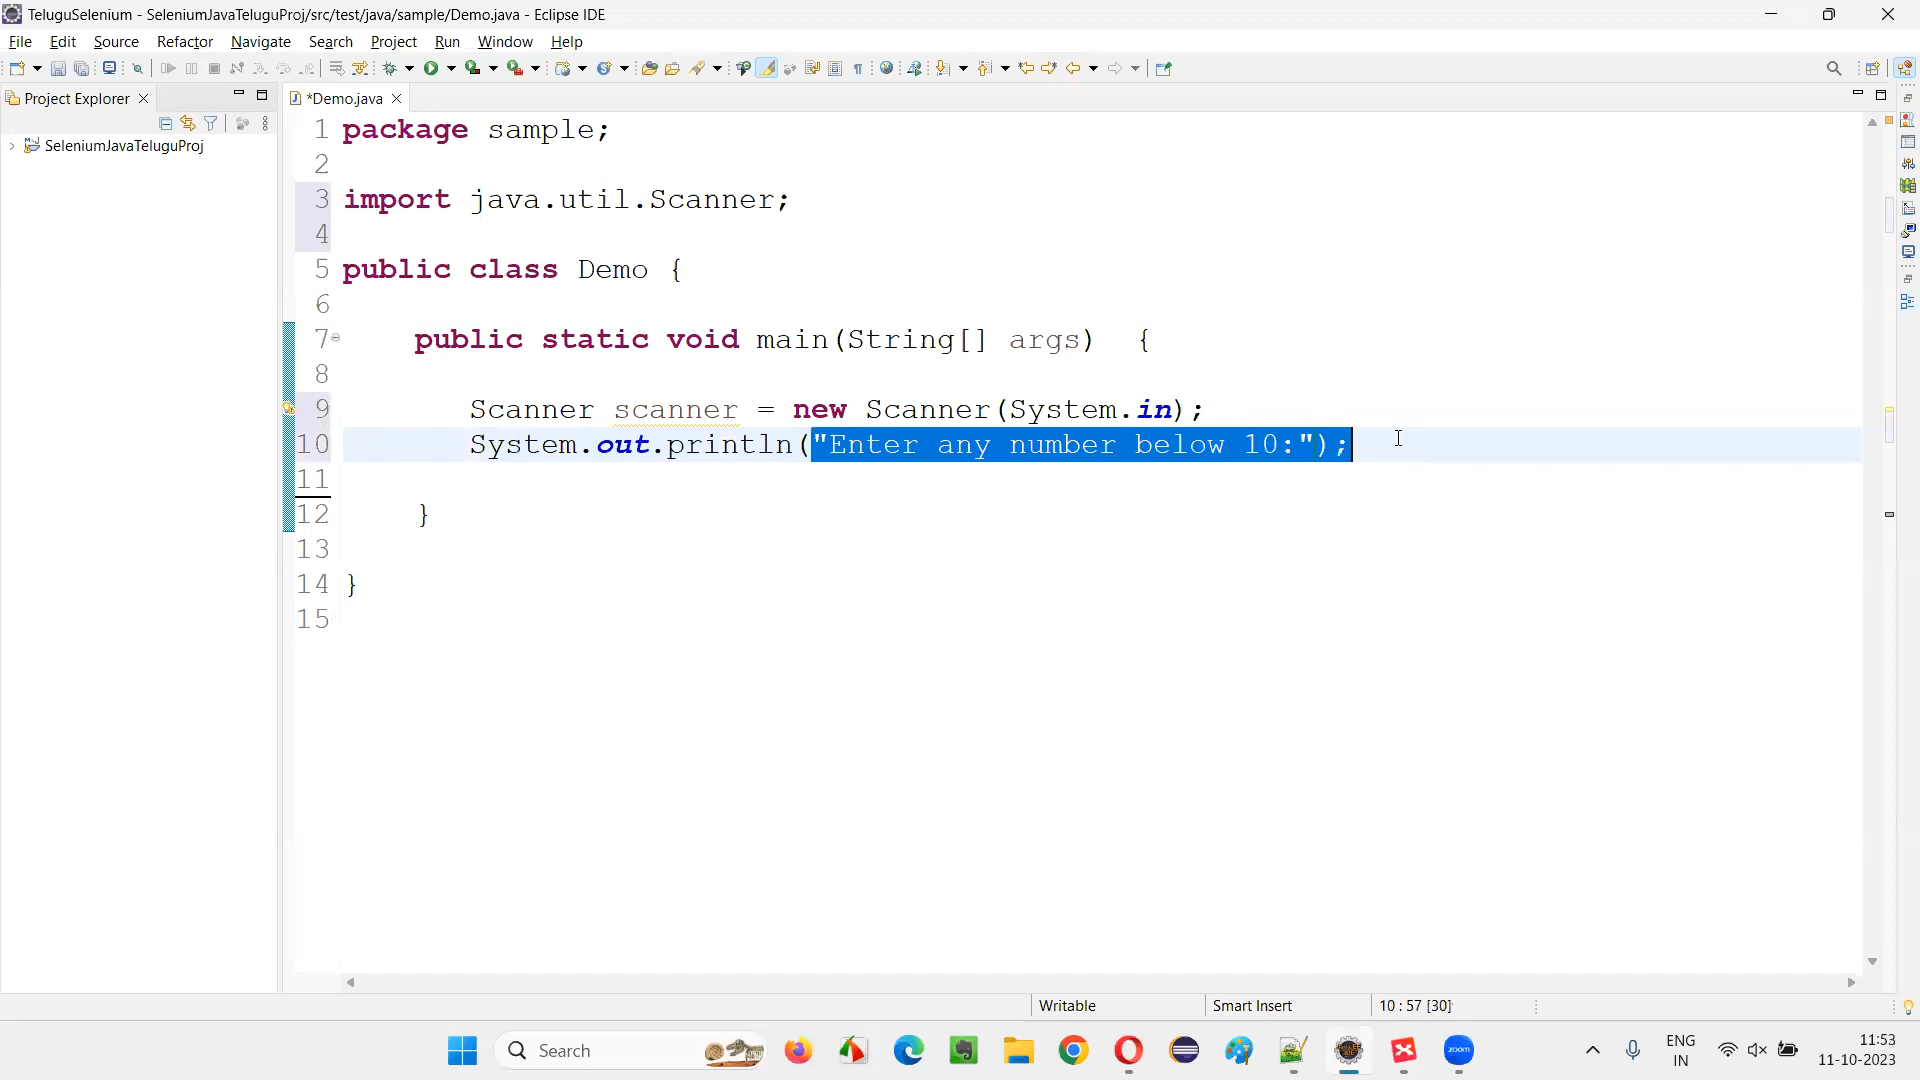 TeluguSelenium - SeleniumJavaTeluguProj/src/test/java/sample/Demo.java - Eclipse IDE
File Edit Source Refactor Navigate Search Project Run Window Help
Project Explorer
*Demo.java
SeleniumJavaTeluguProj
1 package sample;
2
3 import java.util.Scanner;
4
5 public class Demo {
6
7 public static void main(String[] args)  {
8
9 Scanner scanner = new Scanner(System.in);
10 System.out.println("Enter any number below 10:");
11
12 }
13
14 }
15
Writable Smart Insert 10 : 57 [30]
Search
zoom
ENG
IN
11:53
11-10-2023